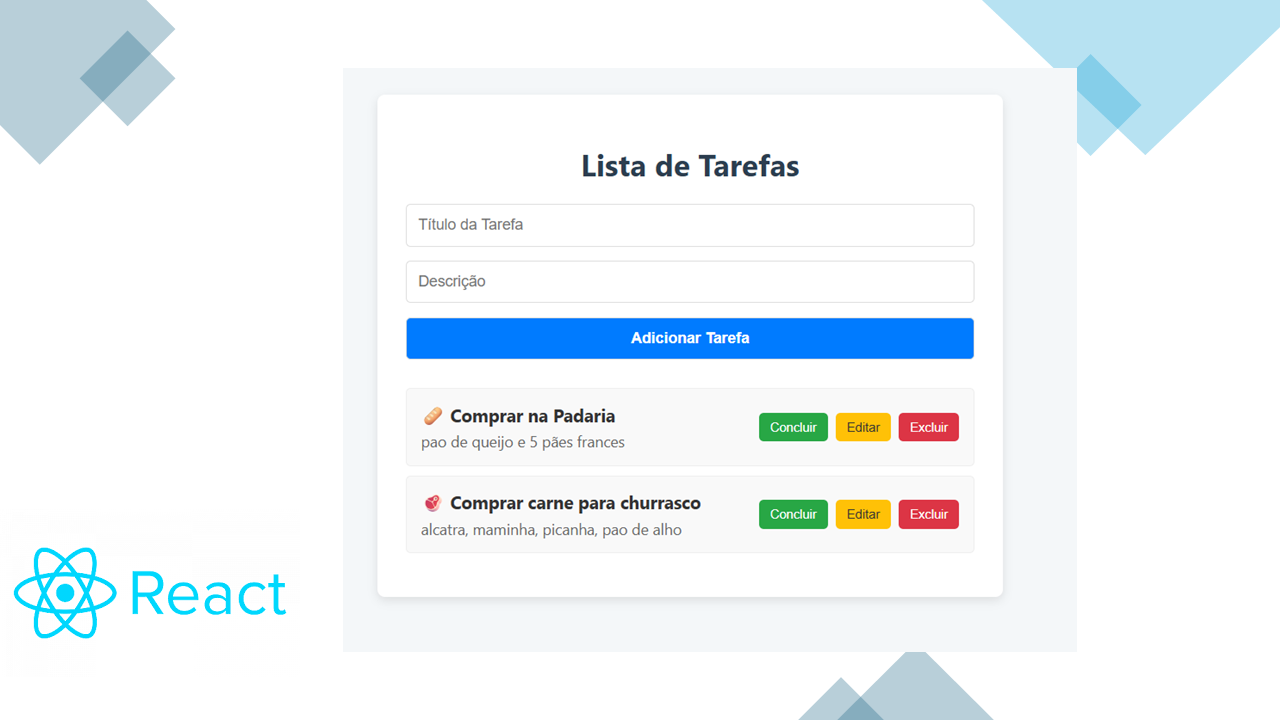 Lista de Tarefas
Título da Tarefa
Descrição
Adicionar Tarefa
🥖 Comprar na Padaria
pao de queijo e 5 pães frances
Concluir Editar Excluir
🥩 Comprar carne para churrasco
alcatra, maminha, picanha, pao de alho
Concluir Editar Excluir
React